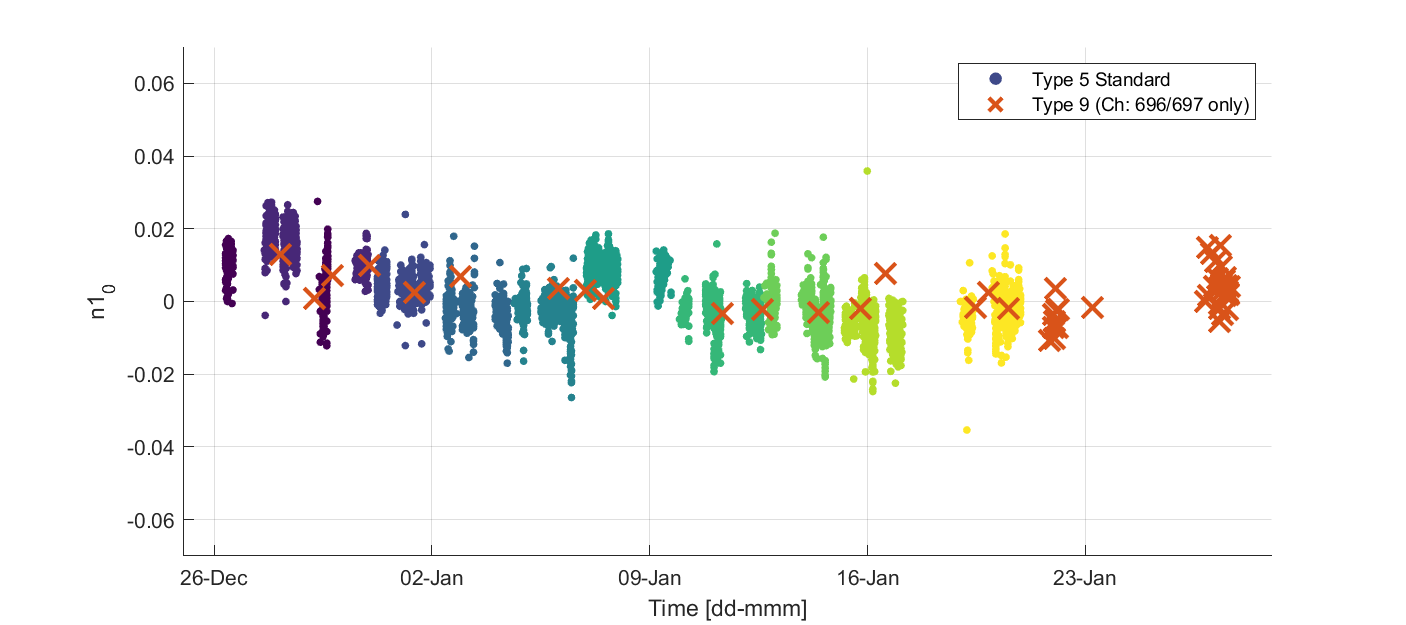 Type 5 Standard
Type 9 (Ch: 696/697 only)
0.06
0.04
0.02
0
-0.02
-0.04
-0.06
n1₀
26-Dec 02-Jan 09-Jan 16-Jan 23-Jan
Time [dd-mmm]